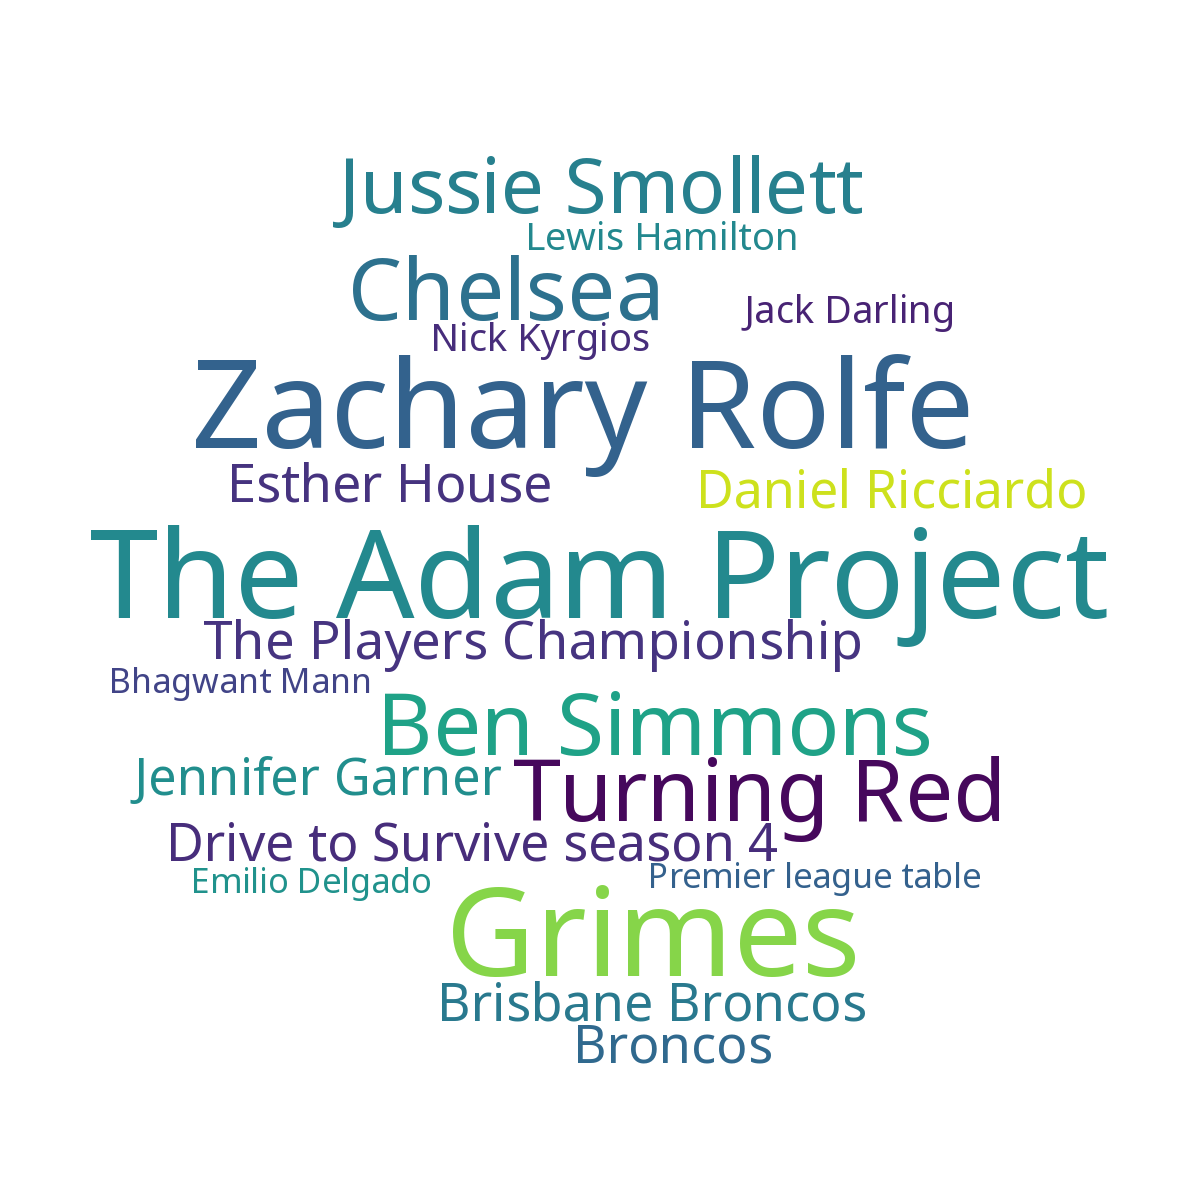 Jussie Smollett
Lewis Hamilton
Chelsea
Jack Darling
Nick Kyrgios
Zachary Rolfe
Esther House
Daniel Ricciardo
The Adam Project
The Players Championship
Bhagwant Mann
Ben Simmons
Jennifer Garner
Turning Red
Drive to Survive season 4
Emilio Delgado
Premier league table
Grimes
Brisbane Broncos
Broncos